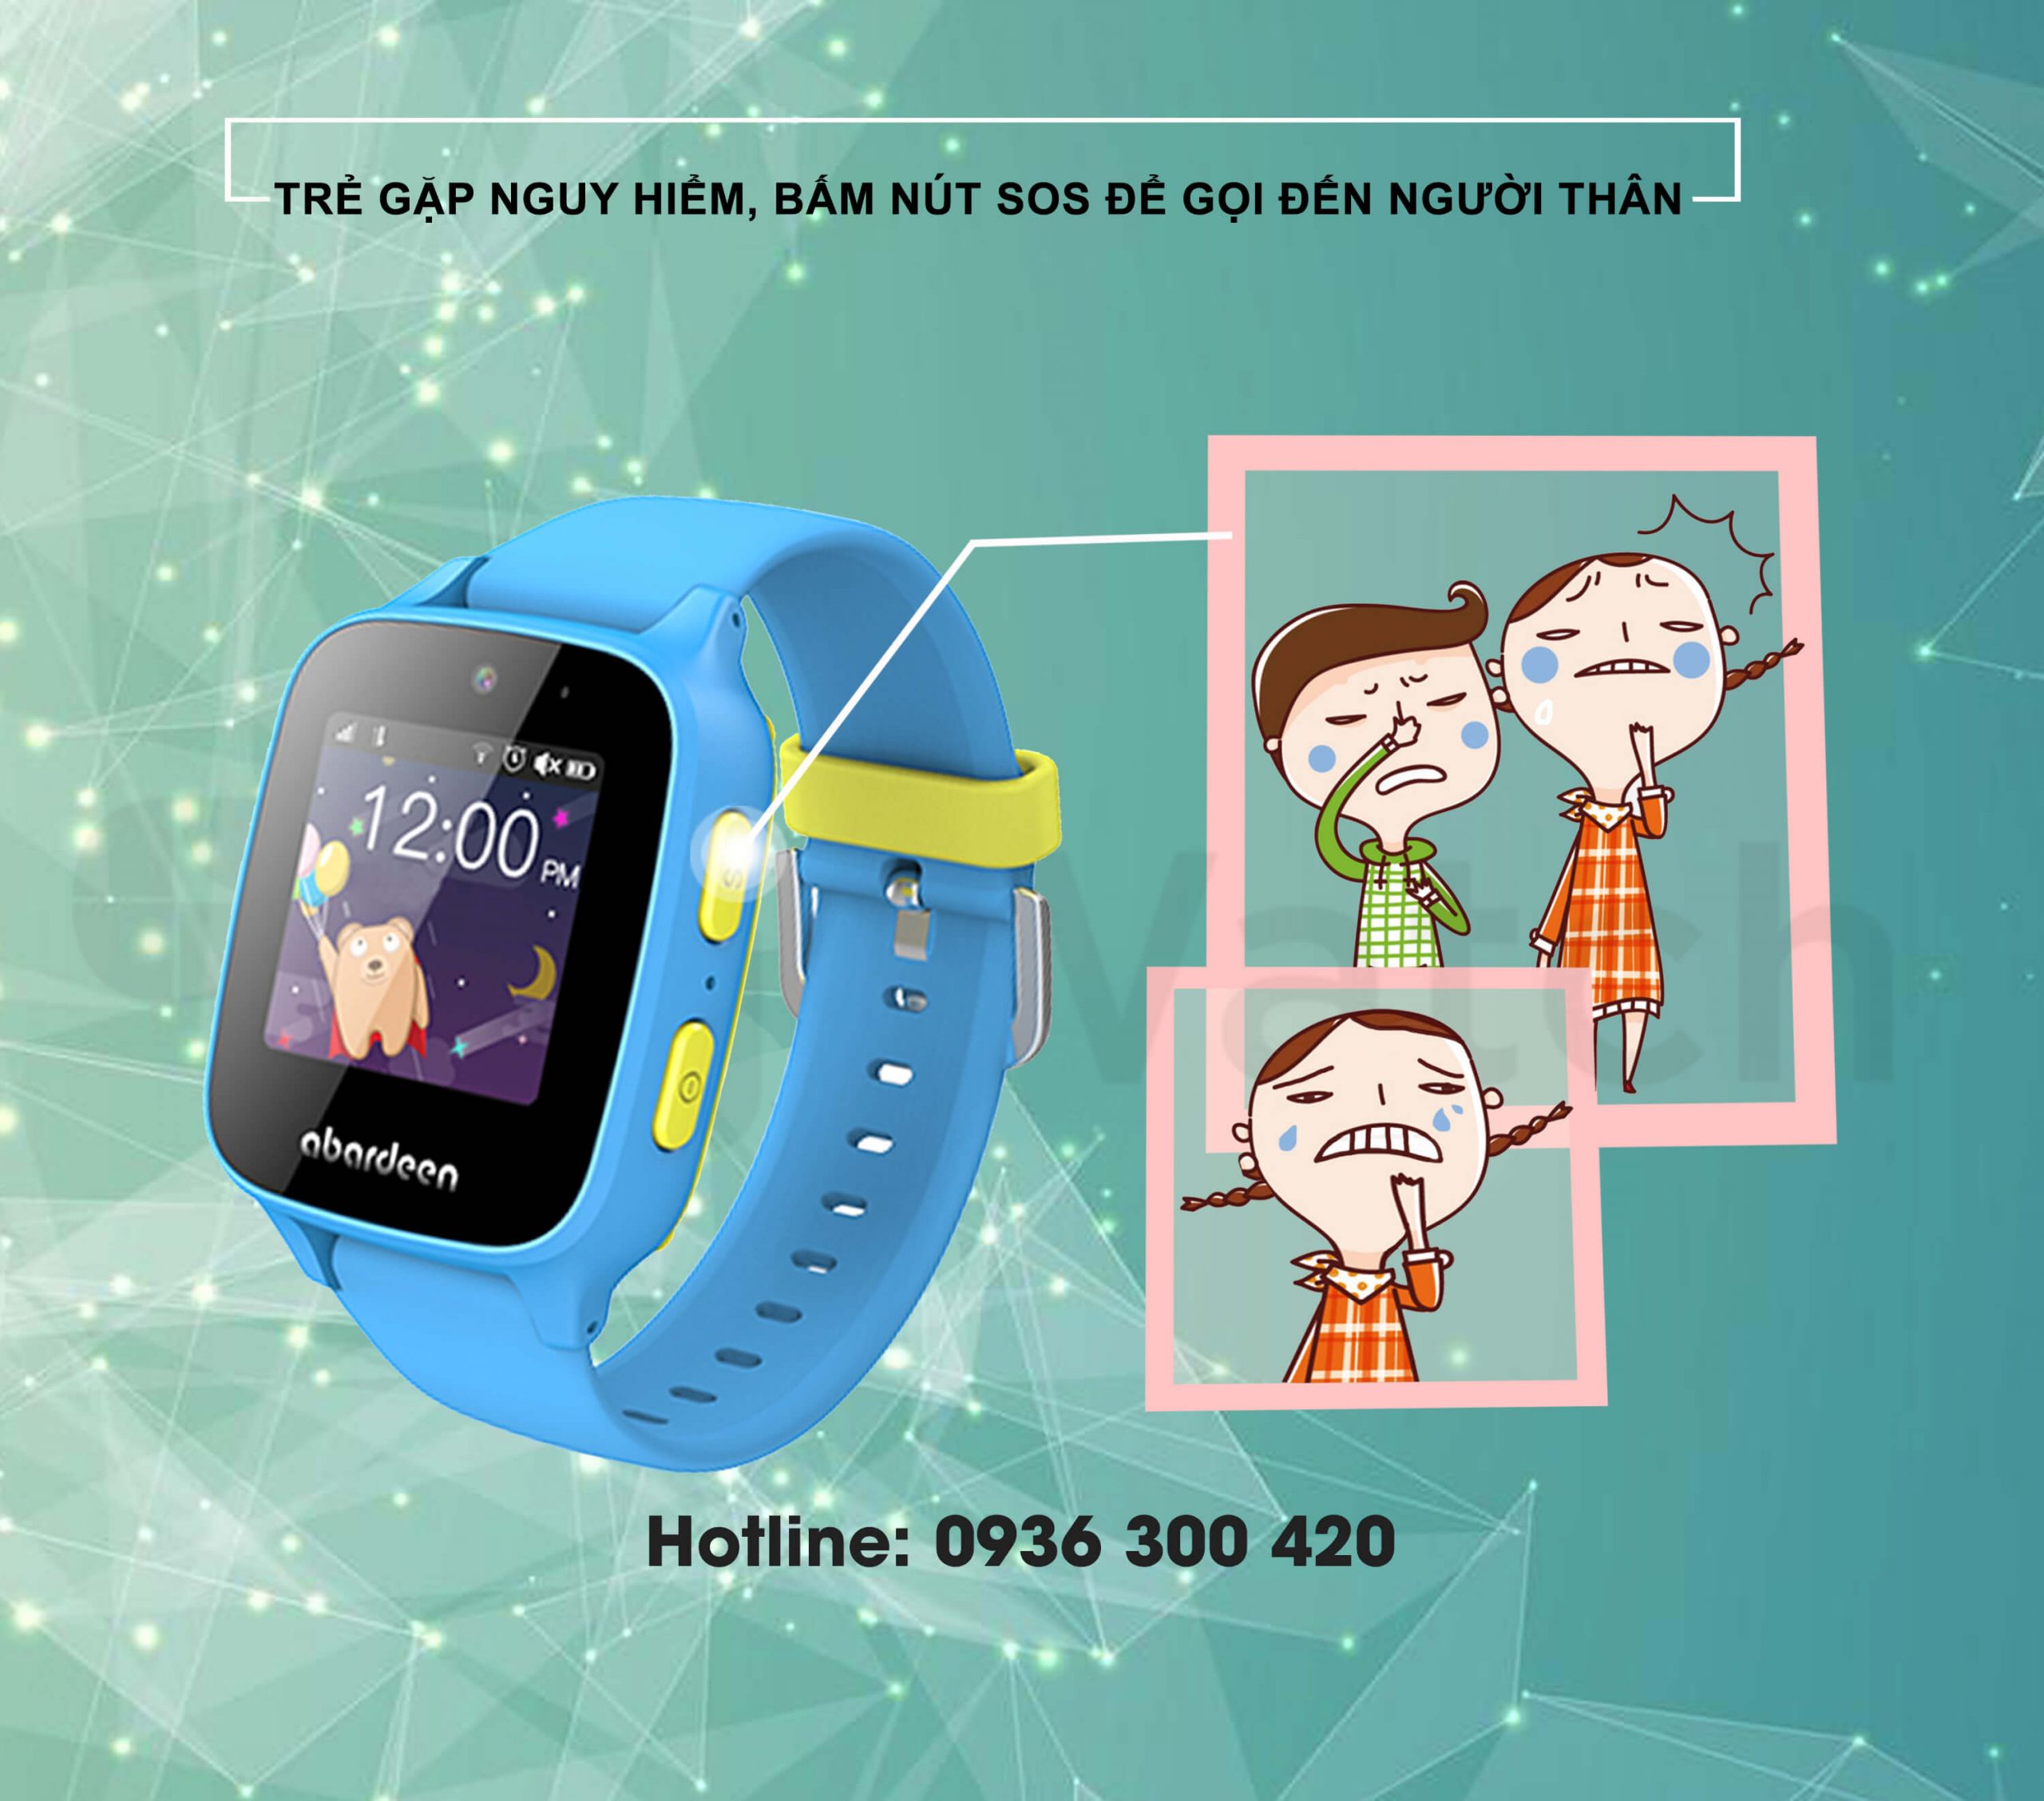 TRẺ GẶP NGUY HIỂM, BẤM NÚT SOS ĐỂ GỌI ĐẾN NGƯỜI THÂN
12:00 PM
abardeen
Watch
Hotline: 0936 300 420